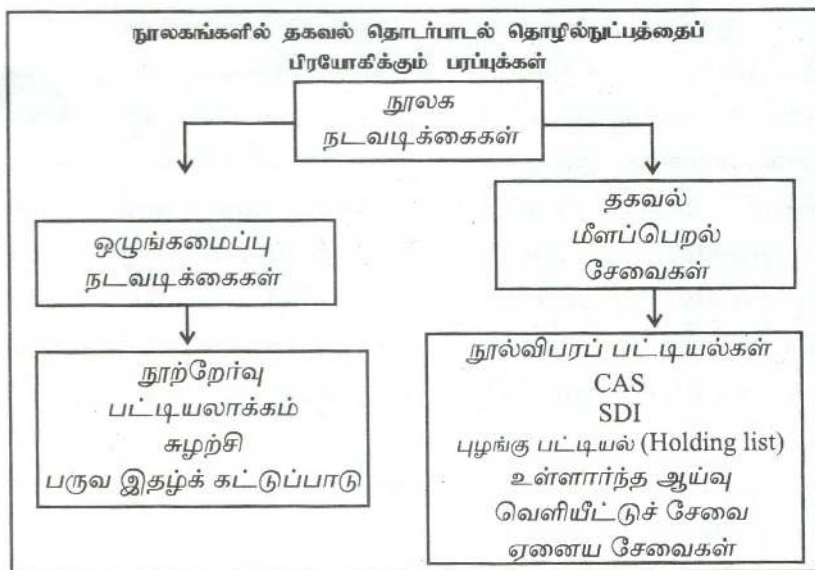 நூலகங்களில் தகவல் தொடர்பாடல் தொழில்நுட்பத்தைப்
பிரயோகிக்கும் பரப்புக்கள்
நூலக
நடவடிக்கைகள்
ஒழுங்கமைப்பு
நடவடிக்கைகள்
நூற்றேர்வு
பட்டியலாக்கம்
சுழற்சி
பருவ இதழ்க் கட்டுப்பாடு
தகவல்
மீளப்பெறல்
சேவைகள்
நூல்விபரப் பட்டியல்கள்
CAS
SDI
புழங்கு பட்டியல் (Holding list)
உள்ளார்ந்த ஆய்வு
வெளியீட்டுச் சேவை
ஏனைய சேவைகள்